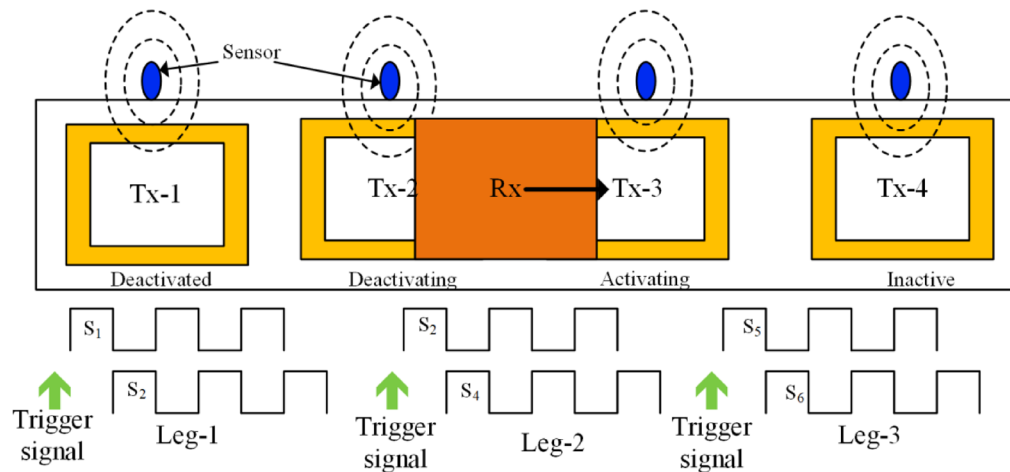 Sensor
Tx-1
Tx-2
Rx
Tx-3
Tx-4
Deactivated
Deactivating
Activating
Inactive
S1
S2
S5
S2
S4
S6
Trigger
signal
Leg-1
Trigger
signal
Leg-2
Trigger
signal
Leg-3